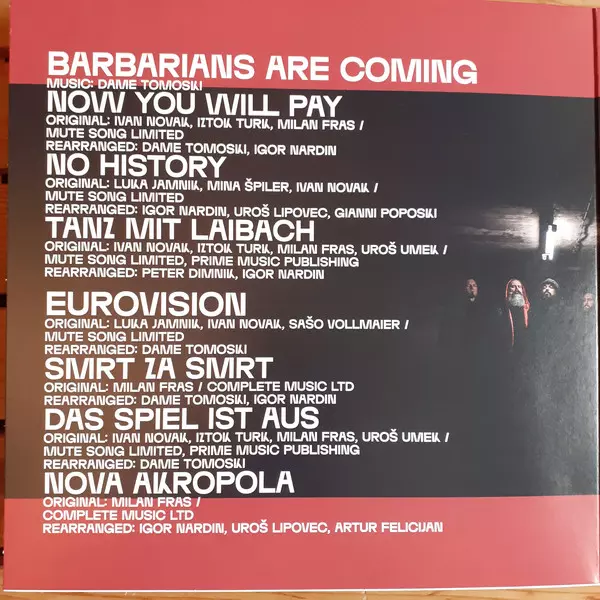 BARBARIANS ARE COMING
MUSIC: DAME TOMOSKI
NOW YOU WILL PAY
ORIGINAL: IVAN NOVAK, IZTOK TURK, MILAN FRAS /
MUTE SONG LIMITED
REARRANGED: DAME TOMOSKI, IGOR NARDIN
NO HISTORY
ORIGINAL: LUKA JAMNIK, MINA ŠPILER, IVAN NOVAK /
MUTE SONG LIMITED
REARRANGED: IGOR NARDIN, UROŠ LIPOVEC, GIANNI POPOSKI
TANZ MIT LAIBACH
ORIGINAL: IVAN NOVAK, IZTOK TURK, MILAN FRAS, UROŠ UMEK /
MUTE SONG LIMITED, PRIME MUSIC PUBLISHING
REARRANGED: PETER DIMNIK, IGOR NARDIN
EUROVISION
ORIGINAL: LUKA JAMNIK, IVAN NOVAK, SAŠO VOLLMAIER /
MUTE SONG LIMITED
REARRANGED: DAME TOMOSKI
SMRT ZA SMRT
ORIGINAL: MILAN FRAS / COMPLETE MUSIC LTD
REARRANGED: DAME TOMOSKI, IGOR NARDIN
DAS SPIEL IST AUS
ORIGINAL: IVAN NOVAK, IZTOK TURK, MILAN FRAS, UROŠ UMEK /
MUTE SONG LIMITED, PRIME MUSIC PUBLISHING
REARRANGED: DAME TOMOSKI
NOVA AKROPOLA
ORIGINAL: MILAN FRAS /
COMPLETE MUSIC LTD
REARRANGED: IGOR NARDIN, UROŠ LIPOVEC, ARTUR FELICIJAN